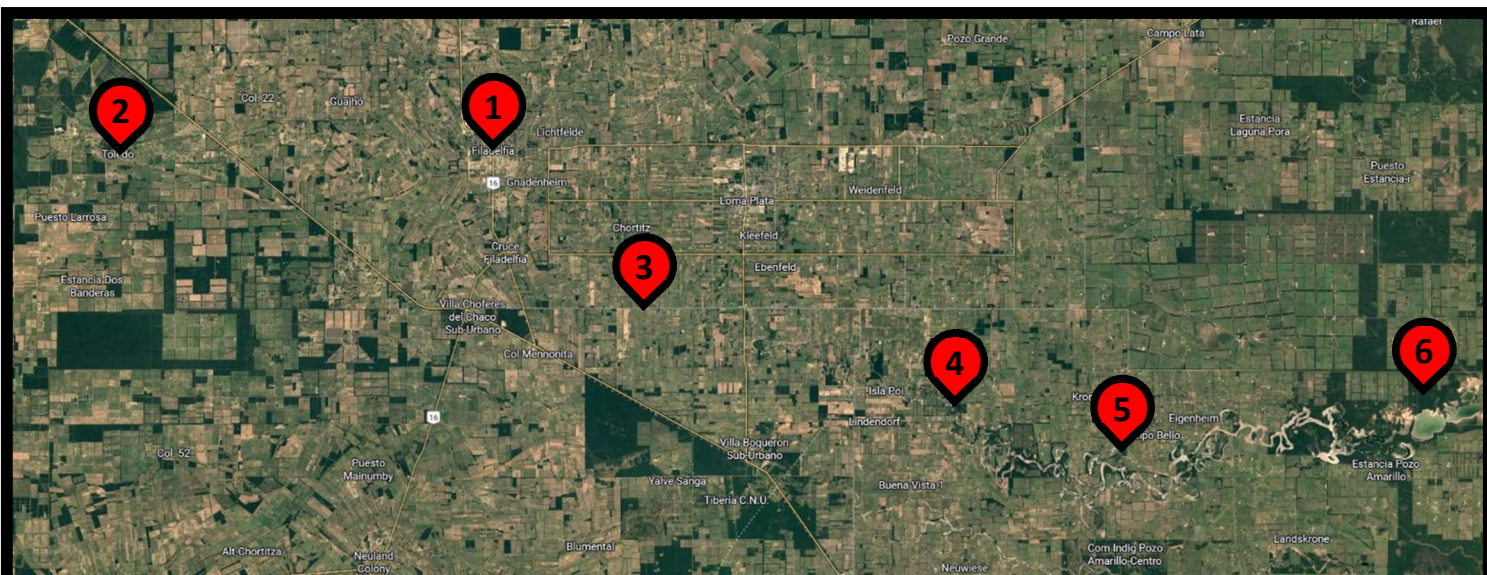 Rafael
Campo Lata
Pozo Grande
Col. 22
Guajhó
2
1
Estancia
Laguna Pora
Lichtfelde
Filadelfia
Toledo
Puesto
Estancia-i
16
Gnadenheim
Weidenfeld
Loma Plata
Puesto Larrosa
Chortitz
Kleefeld
Cruce
Filadelfia
3
Ebenfeld
Estancia Dos
Banderas
Villa Choferes
del Chaco
Sub-Urbano
Col Mennonita
4
6
Isla Poi
5
16
Lindendorf
Eigenheim
Bello
Villa Boqueron
Sub-Urbano
Col. 52
Puesto
Mainumby
Estancia Pozo
Amarillo
Yalve Sanga
Buena Vista 1
Tiberia C.N.U.
Landskrone
Alt-Chortitza
Blumental
Com Indig Pozo
Amarillo-Centro
Neuland
Colony
Neuwiese